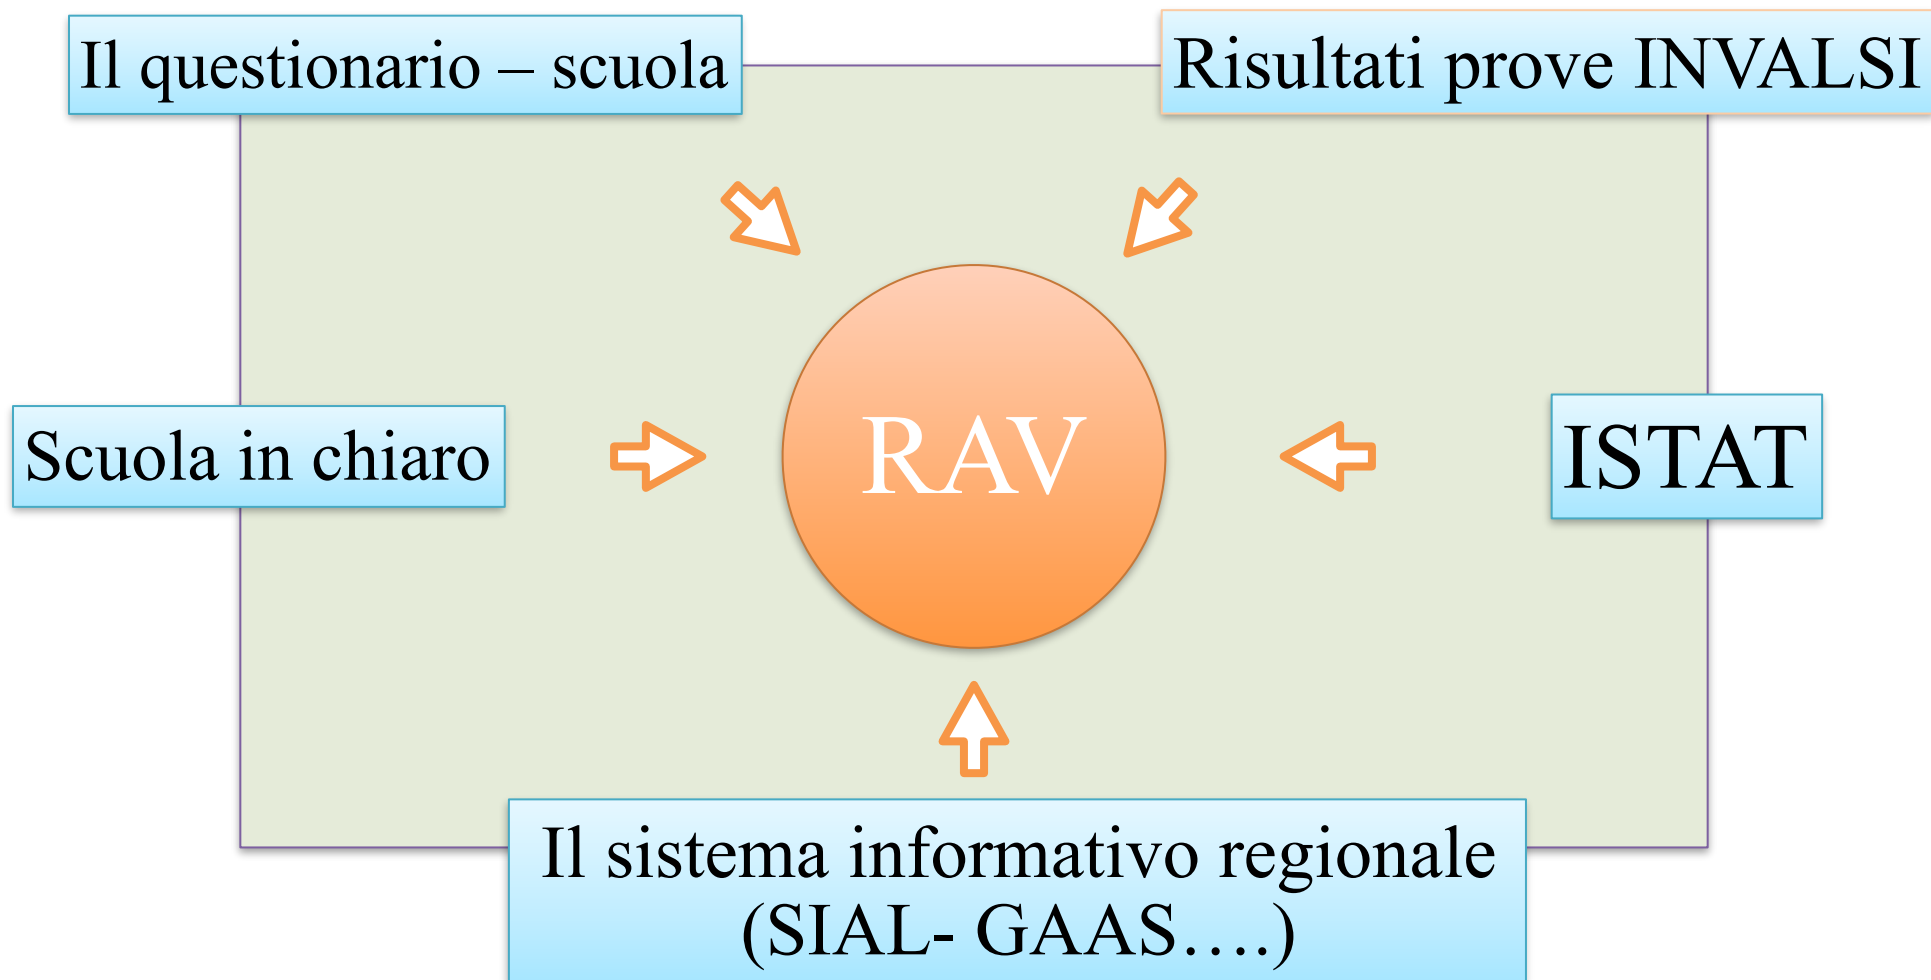 Il questionario – scuola
Risultati prove INVALSI
Scuola in chiaro
RAV
ISTAT
Il sistema informativo regionale
(SIAL- GAAS….)